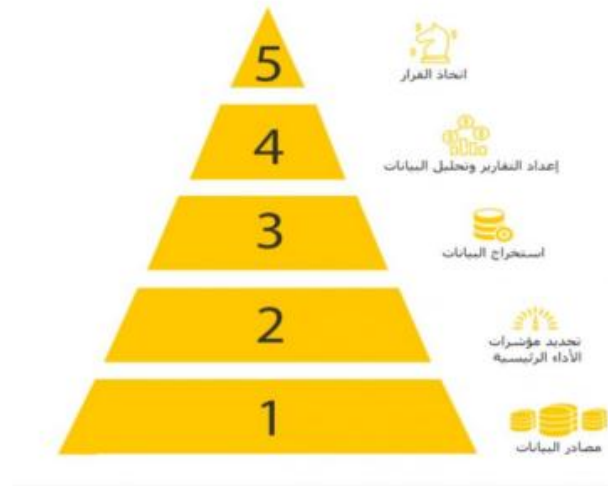 5
اتخاذ القرار
4
إعداد التقارير وتحليل البيانات
3
استخراج البيانات
2
تحديد مؤشرات
الأداء الرئيسية
1
مصادر البيانات